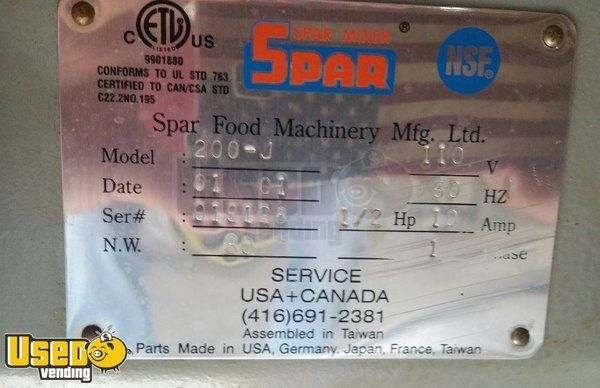 ETL
LISTED
C US
9901880
CONFORMS TO UL STD 763
CERTIFIED TO CAN/CSA STD
C22.2NO.195
SPAR MIXER
SPAR ®
NSF®
Spar Food Machinery Mfg. Ltd.
Model : 200-J 110 V
Date : 01 01 60 HZ
Ser# : 1/2 Hp 10 Amp
N.W. : 1
SERVICE
USA+CANADA
(416)691-2381
Assembled in Taiwan
Parts Made in USA, Germany, Japan, France, Taiwan
Used vending